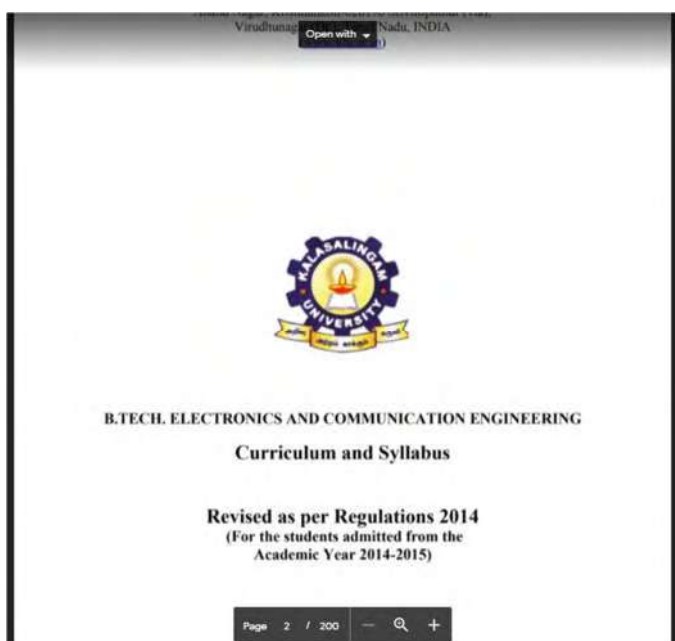 Virudhunagar
Nadu, INDIA
Open with
KALASALINGAM
UNIVERSITY
B.TECH. ELECTRONICS AND COMMUNICATION ENGINEERING
Curriculum and Syllabus
Revised as per Regulations 2014
(For the students admitted from the
Academic Year 2014-2015)
Page 2 / 200